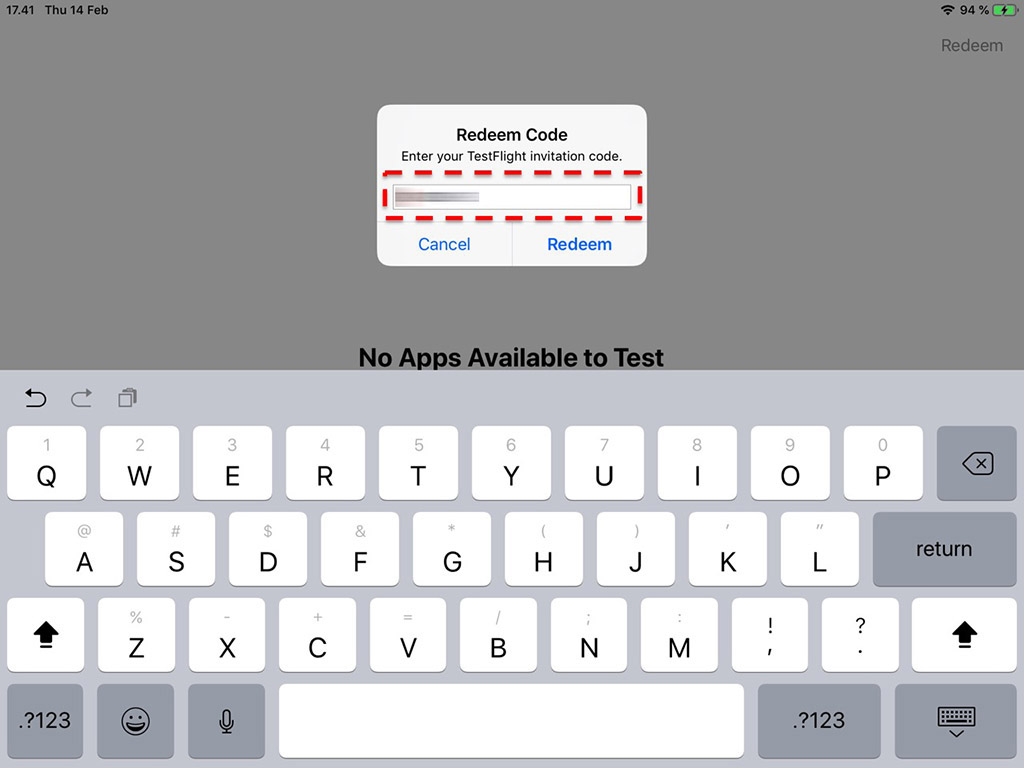 17.41 Thu 14 Feb 94 %
Redeem
Redeem Code
Enter your TestFlight invitation code.
Cancel Redeem
No Apps Available to Test
1 2 3 4 5 6 7 8 9 0
Q W E R T Y U I O P
@ # $ & * ( ) ' "
A S D F G H J K L return
% - + = / ; : ! ?
Z X C V B N M , .
.?123 .?123